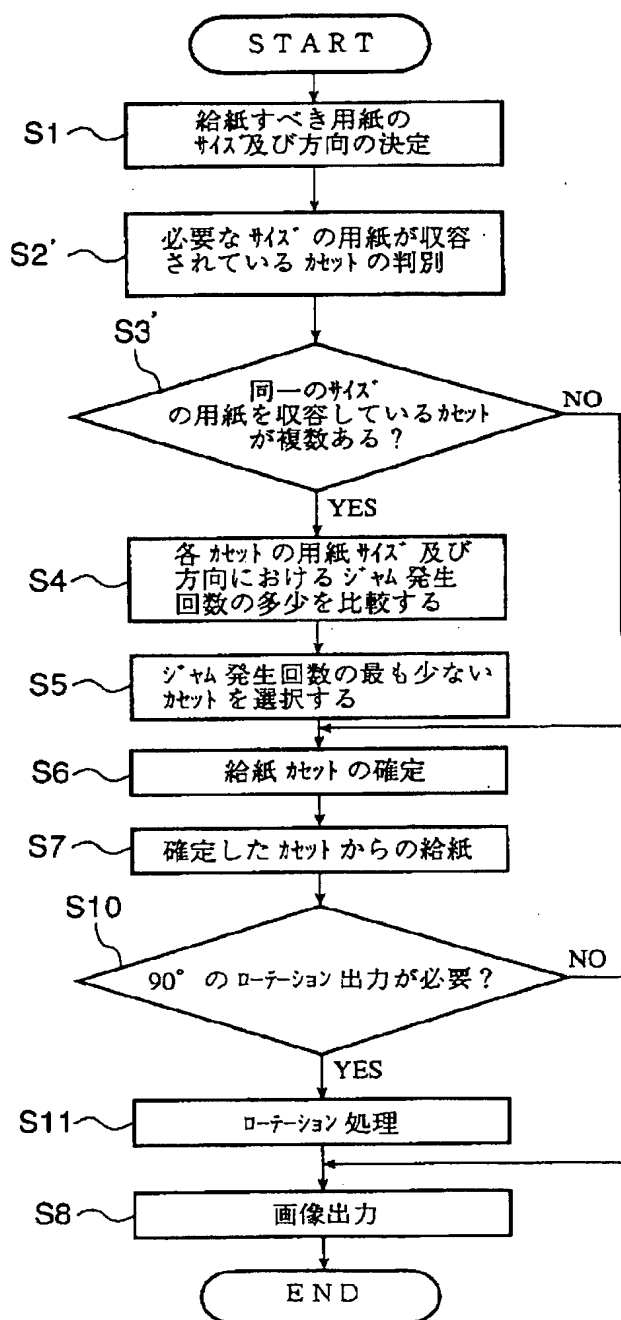 START
S1
給紙すべき用紙の
ｻｲｽﾞ及び方向の決定
S2'
必要なｻｲｽﾞの用紙が収容
されているｶｾｯﾄの判別
S3'
同一のｻｲｽﾞ
の用紙を収容しているｶｾｯﾄ
が複数ある？
NO
YES
S4
各ｶｾｯﾄの用紙ｻｲｽﾞ及び
方向におけるｼﾞｬﾑ発生
回数の多少を比較する
S5
ｼﾞｬﾑ発生回数の最も少ない
ｶｾｯﾄを選択する
S6
給紙ｶｾｯﾄの確定
S7
確定したｶｾｯﾄからの給紙
S10
90°のﾛｰﾃｰｼｮﾝ出力が必要？
NO
YES
S11
ﾛｰﾃｰｼｮﾝ処理
S8
画像出力
END